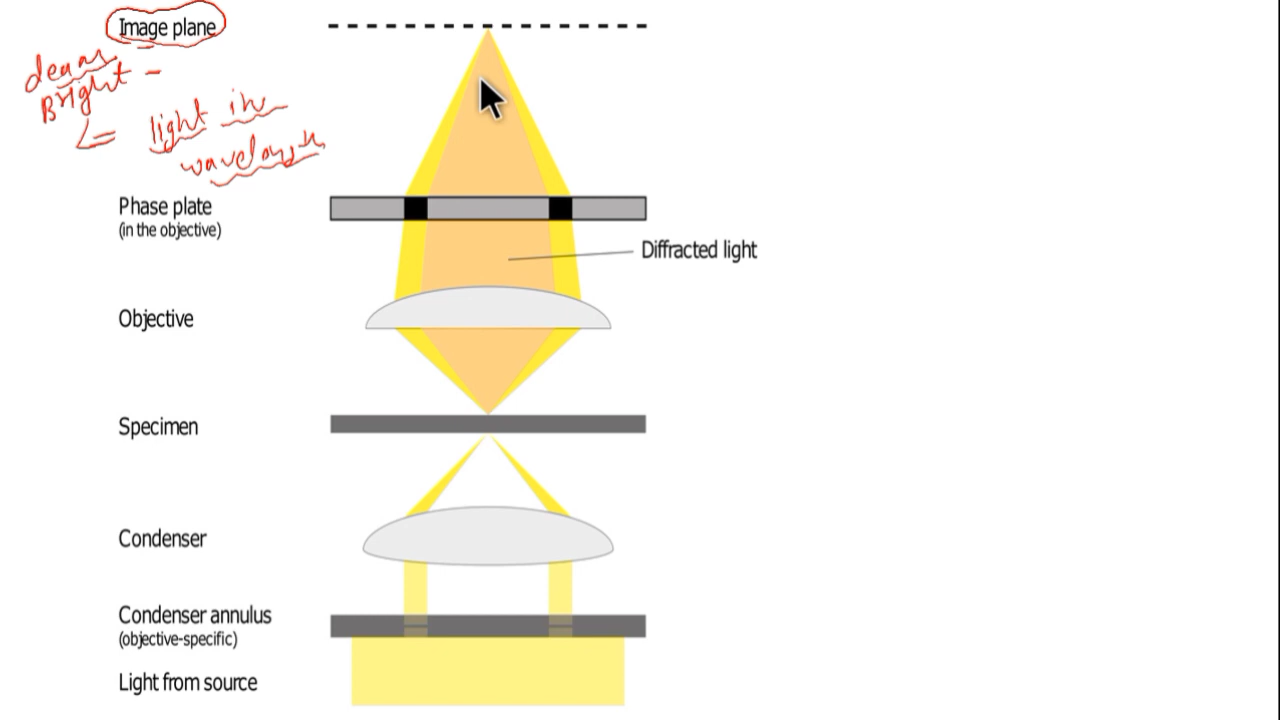 Image plane
Bright
light in
Phase plate
(in the objective)
Diffracted light
Objective
Specimen
Condenser
Condenser annulus
(objective-specific)
Light from source